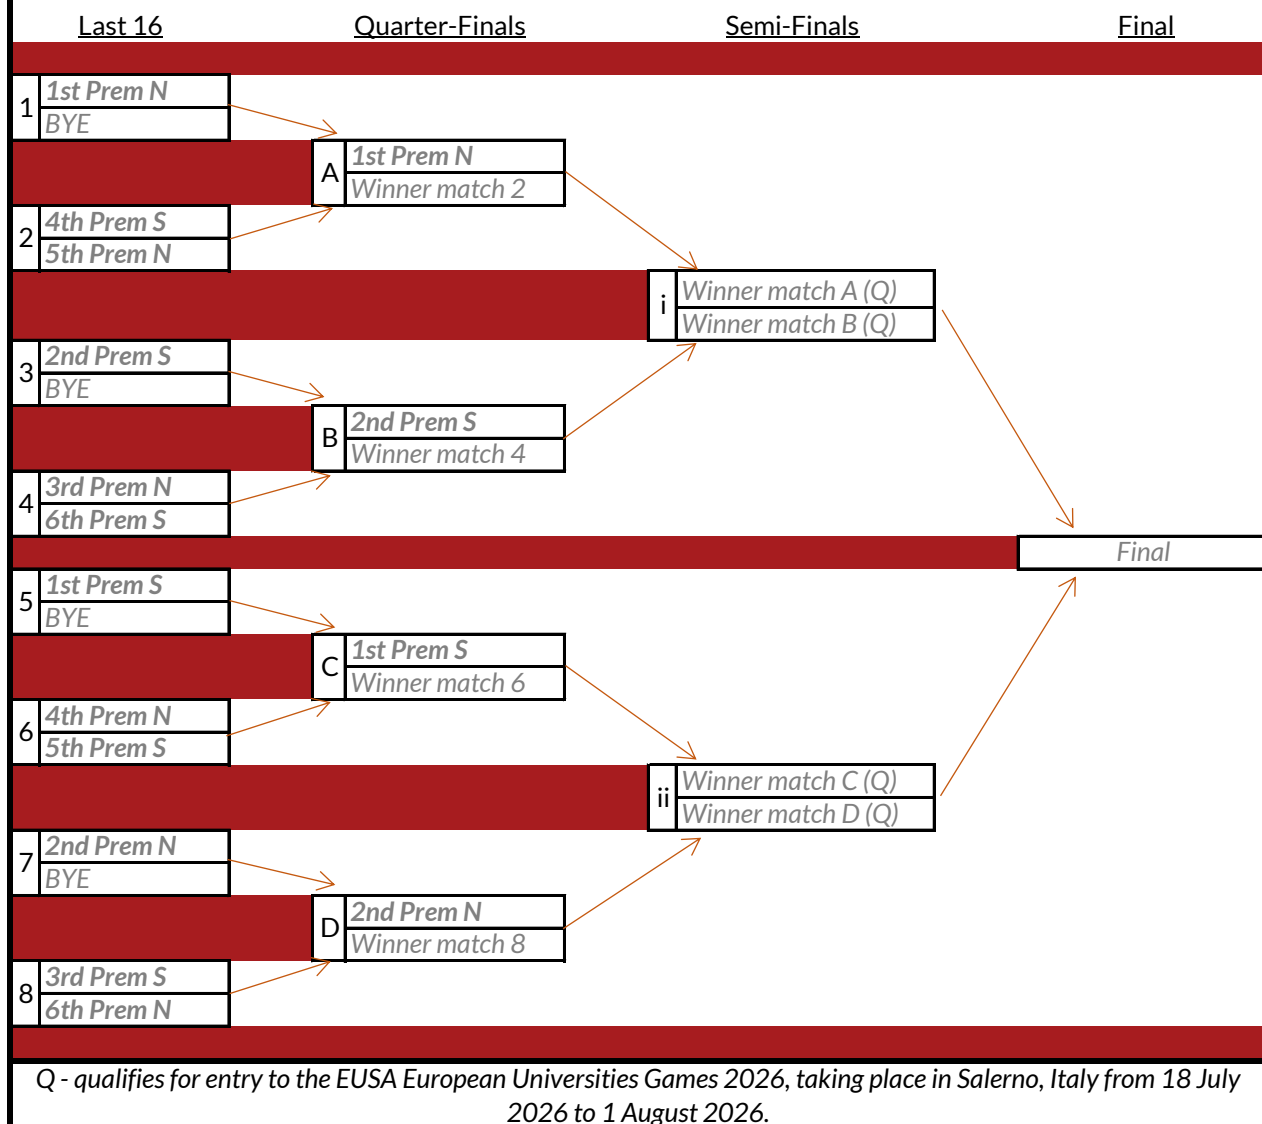 Last 16 Quarter-Finals Semi-Finals Final
1 1st Prem N
BYE
A 1st Prem N
Winner match 2
2 4th Prem S
5th Prem N
i Winner match A (Q)
Winner match B (Q)
3 2nd Prem S
BYE
B 2nd Prem S
Winner match 4
4 3rd Prem N
6th Prem S
Final
5 1st Prem S
BYE
C 1st Prem S
Winner match 6
6 4th Prem N
5th Prem S
ii Winner match C (Q)
Winner match D (Q)
7 2nd Prem N
BYE
D 2nd Prem N
Winner match 8
8 3rd Prem S
6th Prem N
Q - qualifies for entry to the EUSA European Universities Games 2026, taking place in Salerno, Italy from 18 July
2026 to 1 August 2026.